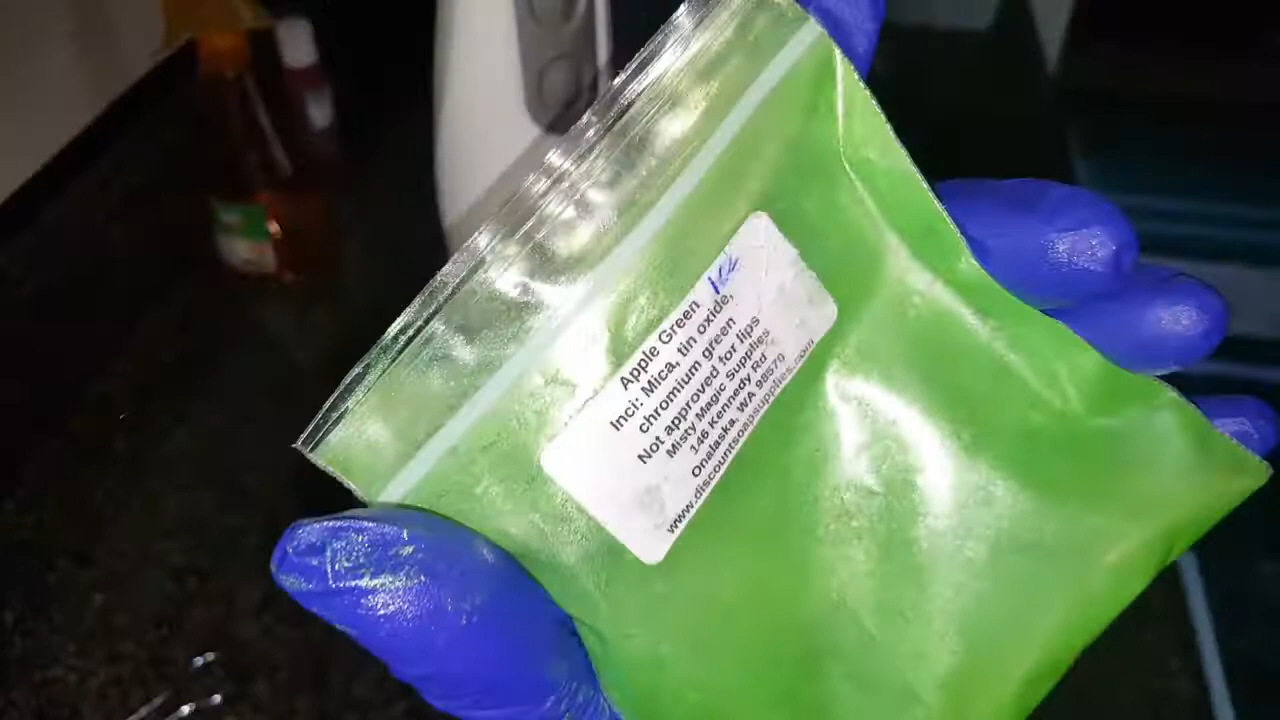 Apple Green
Inci: Mica, tin oxide,
chromium green
Not approved for lips
Misty Magic Supplies
146 Kennedy Rd
Onalaska, WA 98570
www.discountsoapsupplies.com